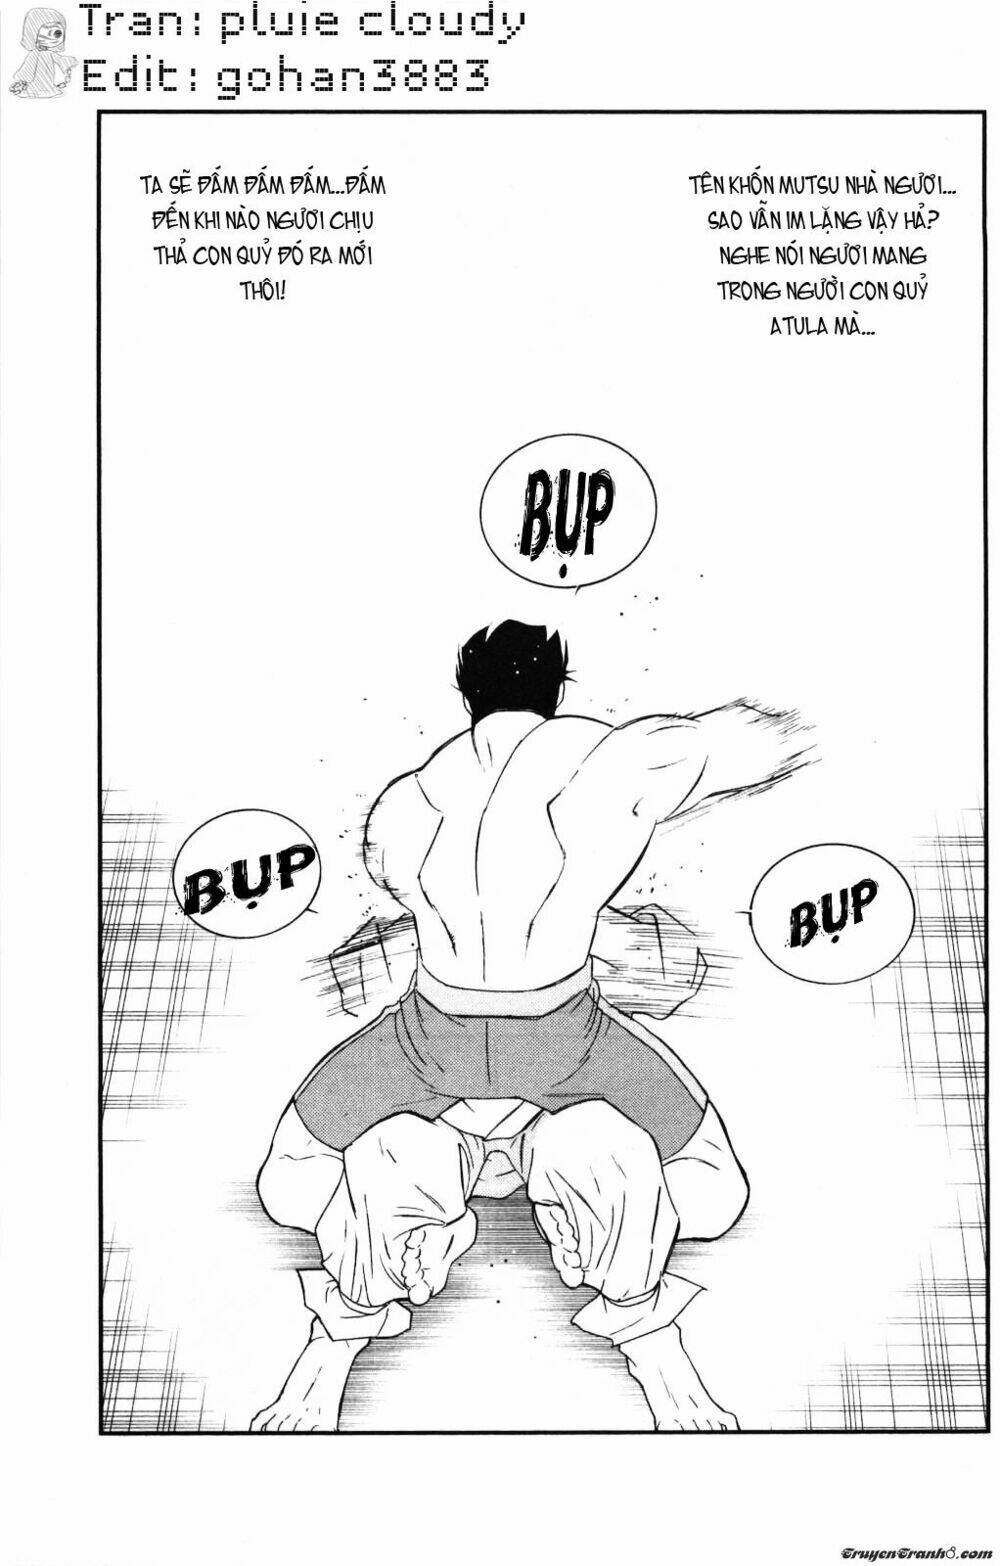 Tran: pluie cloudy
Edit: gohan3883
TÊN KHỐN MUTSU NHÀ NGƯƠI...
SAO VẪN IM LẶNG VẬY HẢ?
NGHE NÓI NGƯƠI MANG
TRONG NGƯỜI CON QUỶ
ATULA MÀ...
TA SẼ ĐẤM ĐẤM ĐẤM...ĐẤM
ĐẾN KHI NÀO NGƯƠI CHỊU
THẢ CON QUỶ ĐÓ RA MỚI
THÔI!
BỤP
BỤP
BỤP
TruyenTranh8.com